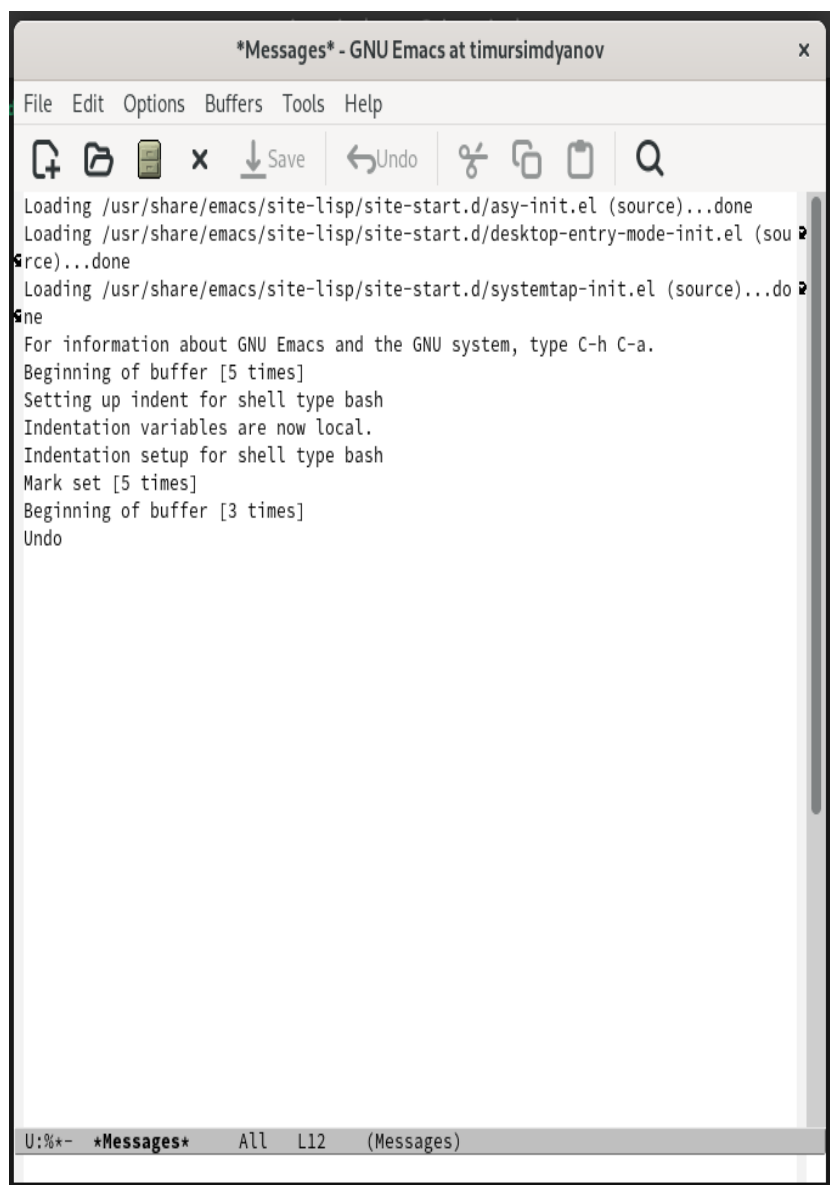 *Messages* - GNU Emacs at timursimdyanov
File Edit Options Buffers Tools Help
Save Undo
Loading /usr/share/emacs/site-lisp/site-start.d/asy-init.el (source)...done
Loading /usr/share/emacs/site-lisp/site-start.d/desktop-entry-mode-init.el (sou
rce)...done
Loading /usr/share/emacs/site-lisp/site-start.d/systemtap-init.el (source)...do
ne
For information about GNU Emacs and the GNU system, type C-h C-a.
Beginning of buffer [5 times]
Setting up indent for shell type bash
Indentation variables are now local.
Indentation setup for shell type bash
Mark set [5 times]
Beginning of buffer [3 times]
Undo
U:%*- *Messages* All L12 (Messages)